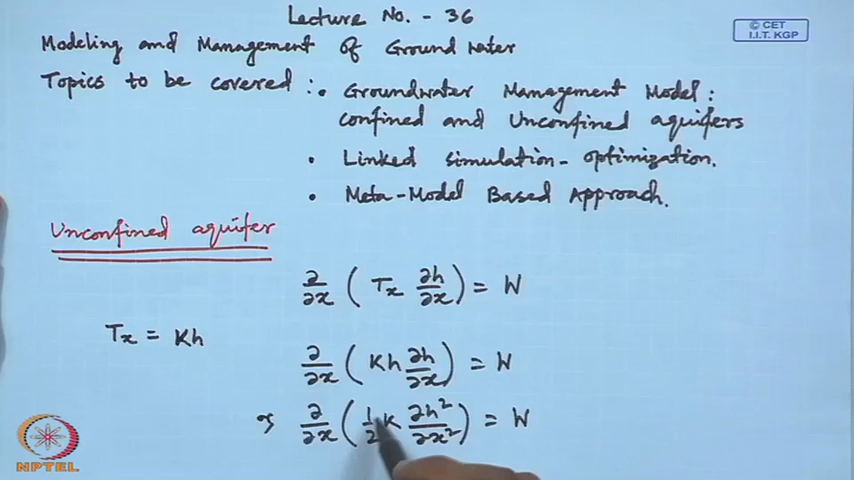 Lecture No. - 36
© CET
I.I.T. KGP
Modeling and Management of Ground water
Topics to be covered : • Groundwater Management Model :
confined and Unconfined aquifers
• Linked simulation - optimization.
• Meta-Model Based Approach.
Unconfined aquifer
∂/∂x ( Tx ∂h/∂x ) = W
Tx = Kh
∂/∂x ( Kh ∂h/∂x ) = W
⇒ ∂/∂x ( 1/2 K ∂h²/∂x² ) = W
NPTEL